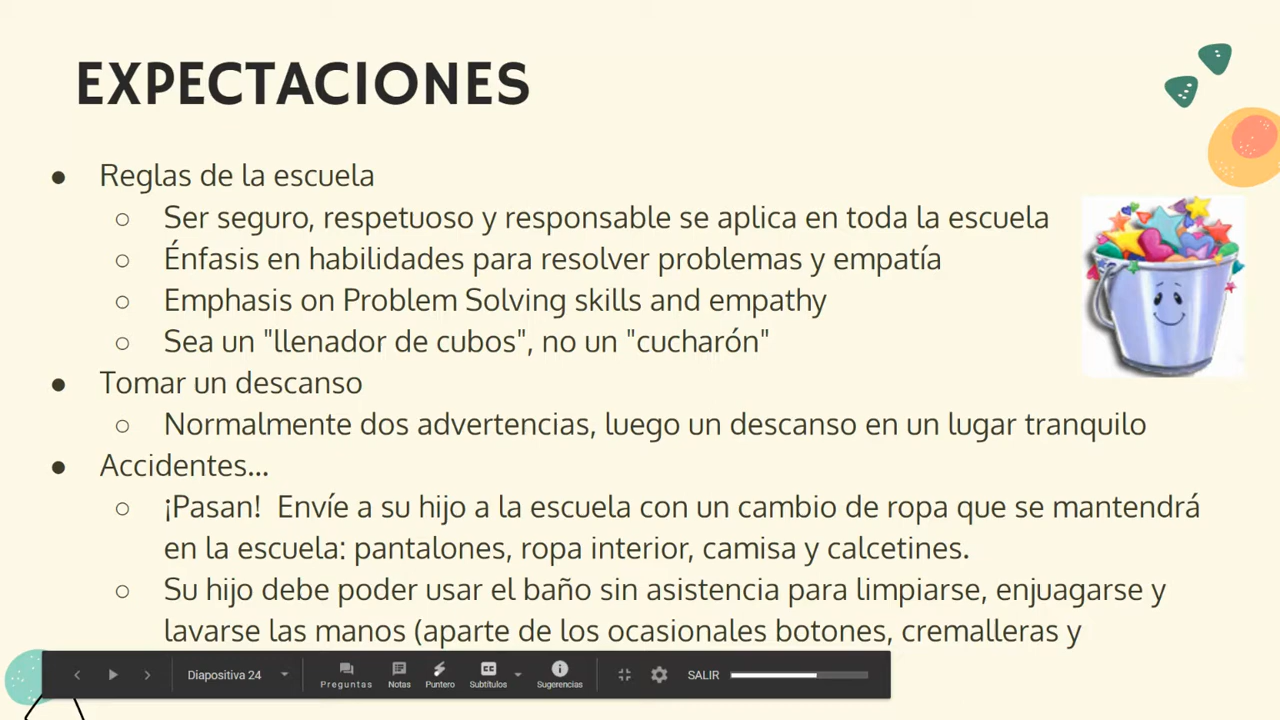 EXPECTACIONES
● Reglas de la escuela
○ Ser seguro, respetuoso y responsable se aplica en toda la escuela
○ Énfasis en habilidades para resolver problemas y empatía
○ Emphasis on Problem Solving skills and empathy
○ Sea un "llenador de cubos", no un "cucharón"
● Tomar un descanso
○ Normalmente dos advertencias, luego un descanso en un lugar tranquilo
● Accidentes...
○ ¡Pasan!  Envíe a su hijo a la escuela con un cambio de ropa que se mantendrá
en la escuela: pantalones, ropa interior, camisa y calcetines.
○ Su hijo debe poder usar el baño sin asistencia para limpiarse, enjuagarse y
lavarse las manos (aparte de los ocasionales botones, cremalleras y
Diapositiva 24
Preguntas
Notas
Puntero
Subtítulos
Sugerencias
SALIR